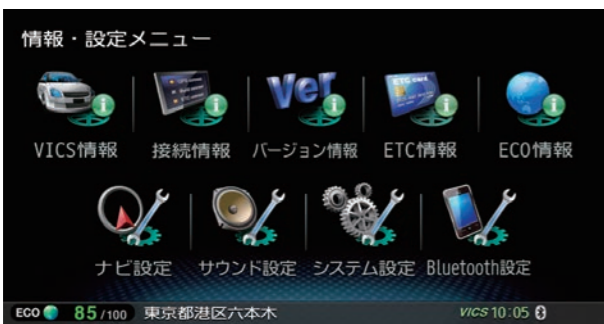 情報・設定メニュー
Ver
ETC card
VICS情報 接続情報 バージョン情報 ETC情報 ECO情報
ナビ設定 サウンド設定 システム設定 Bluetooth設定
ECO 85/100 東京都港区六本木 VICS 10:05